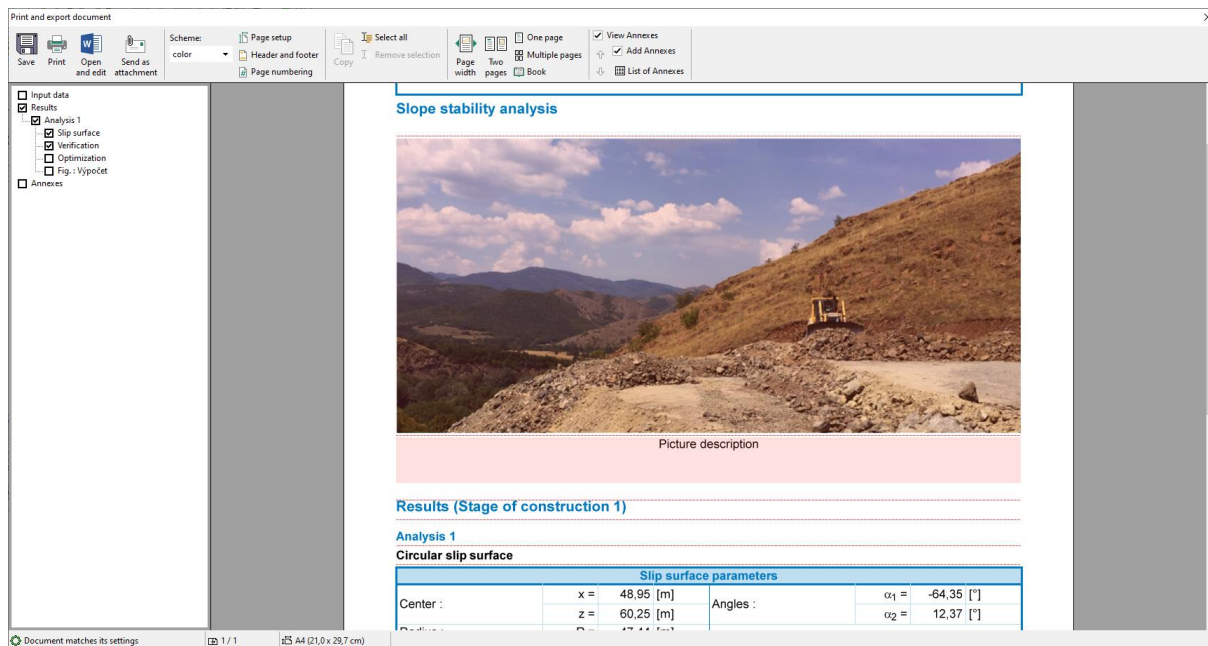 Print and export document
Save
Print
Open and edit
Send as attachment
Scheme:
color
Page setup
Header and footer
Page numbering
Copy
Select all
Remove selection
Page width
Two pages
One page
Multiple pages
Book
View Annexes
Add Annexes
List of Annexes
Input data
Results
Analysis 1
Slip surface
Verification
Optimization
Fig. : Výpočet
Annexes
Slope stability analysis
Picture description
Results (Stage of construction 1)
Analysis 1
Circular slip surface
Slip surface parameters
Center : x = 48,95 [m] Angles : α1 = -64,35 [°]
z = 60,25 [m] α2 = 12,37 [°]
Document matches its settings 1 / 1 A4 (21,0 x 29,7 cm)